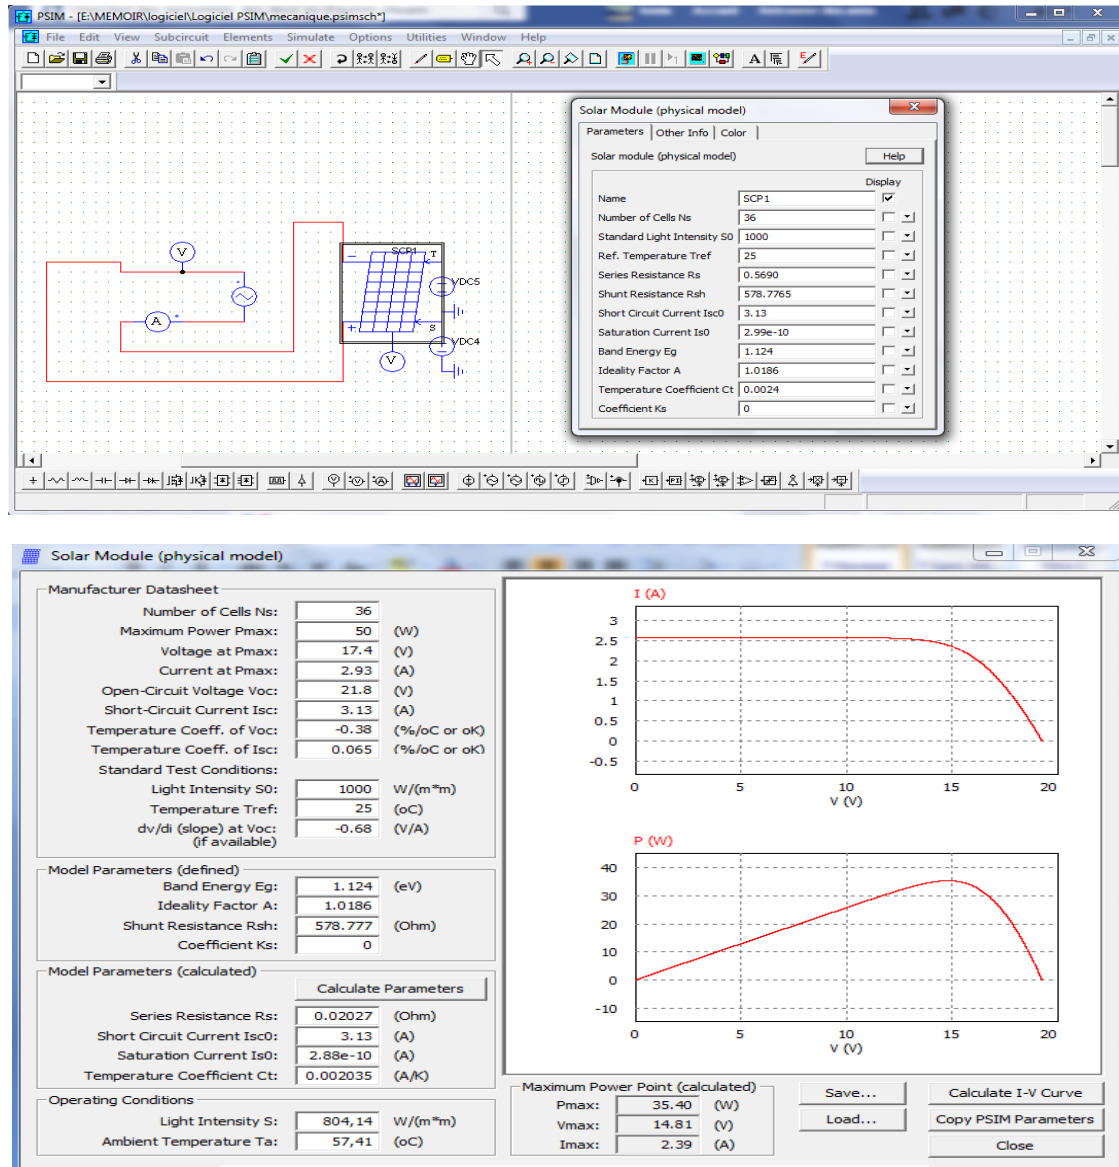 PSIM - [E:\MEMOIR\logiciel\Logiciel PSIM\mecanique.psimsch*]
File Edit View Subcircuit Elements Simulate Options Utilities Window Help
Solar Module (physical model)
Parameters Other Info Color
Solar module (physical model) Help
Display
Name SCP1
Number of Cells Ns 36
Standard Light Intensity S0 1000
Ref. Temperature Tref 25
Series Resistance Rs 0.5690
Shunt Resistance Rsh 578.7765
Short Circuit Current Isc0 3.13
Saturation Current Is0 2.99e-10
Band Energy Eg 1.124
Ideality Factor A 1.0186
Temperature Coefficient Ct 0.0024
Coefficient Ks 0
V
SCP1
T
VDC5
A
S
VDC4
V
Solar Module (physical model)
Manufacturer Datasheet
Number of Cells Ns: 36
Maximum Power Pmax: 50 (W)
Voltage at Pmax: 17.4 (V)
Current at Pmax: 2.93 (A)
Open-Circuit Voltage Voc: 21.8 (V)
Short-Circuit Current Isc: 3.13 (A)
Temperature Coeff. of Voc: -0.38 (%/oC or oK)
Temperature Coeff. of Isc: 0.065 (%/oC or oK)
Standard Test Conditions:
Light Intensity S0: 1000 W/(m*m)
Temperature Tref: 25 (oC)
dv/di (slope) at Voc: -0.68 (V/A)
(if available)
Model Parameters (defined)
Band Energy Eg: 1.124 (eV)
Ideality Factor A: 1.0186
Shunt Resistance Rsh: 578.777 (Ohm)
Coefficient Ks: 0
Model Parameters (calculated)
Calculate Parameters
Series Resistance Rs: 0.02027 (Ohm)
Short Circuit Current Isc0: 3.13 (A)
Saturation Current Is0: 2.88e-10 (A)
Temperature Coefficient Ct: 0.002035 (A/K)
Operating Conditions
Light Intensity S: 804,14 W/(m*m)
Ambient Temperature Ta: 57,41 (oC)
I (A)
3
2.5
2
1.5
1
0.5
0
-0.5
0 5 10 15 20
V (V)
P (W)
40
30
20
10
0
-10
0 5 10 15 20
V (V)
Maximum Power Point (calculated)
Pmax: 35.40 (W)
Vmax: 14.81 (V)
Imax: 2.39 (A)
Save... Calculate I-V Curve
Load... Copy PSIM Parameters
Close